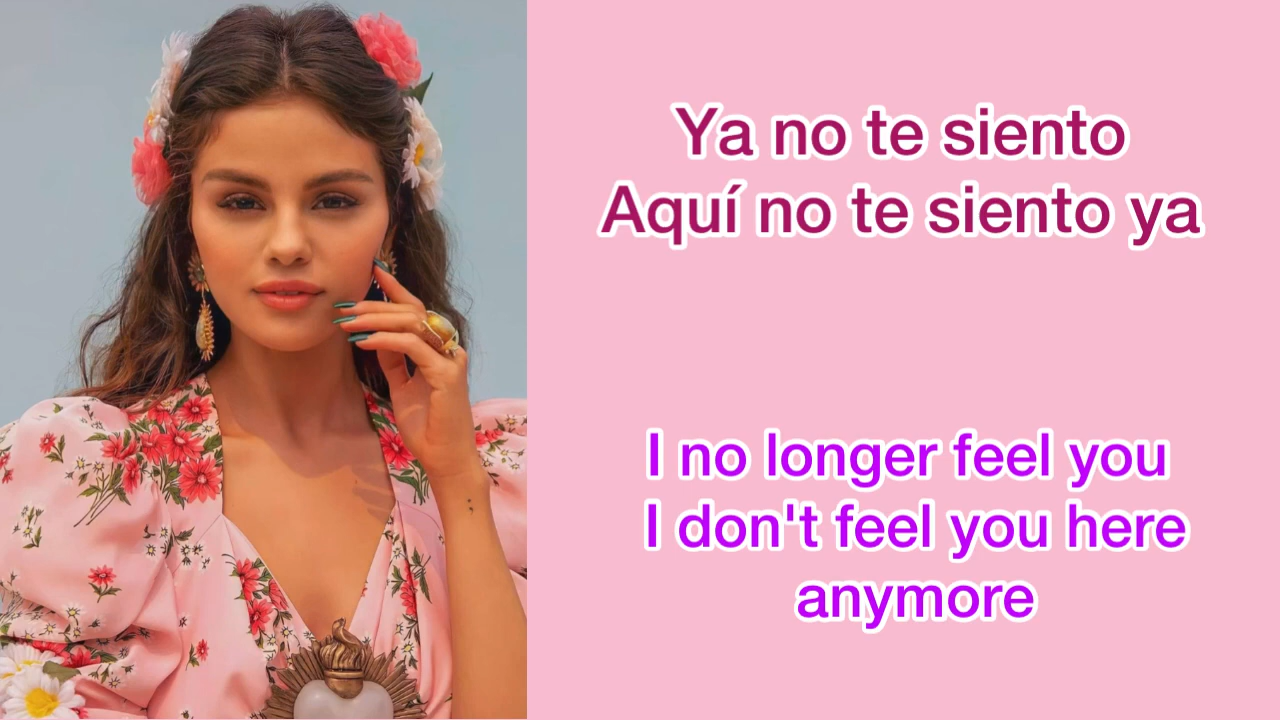 Ya no te siento
Aquí no te siento ya
I no longer feel you
I don't feel you here
anymore